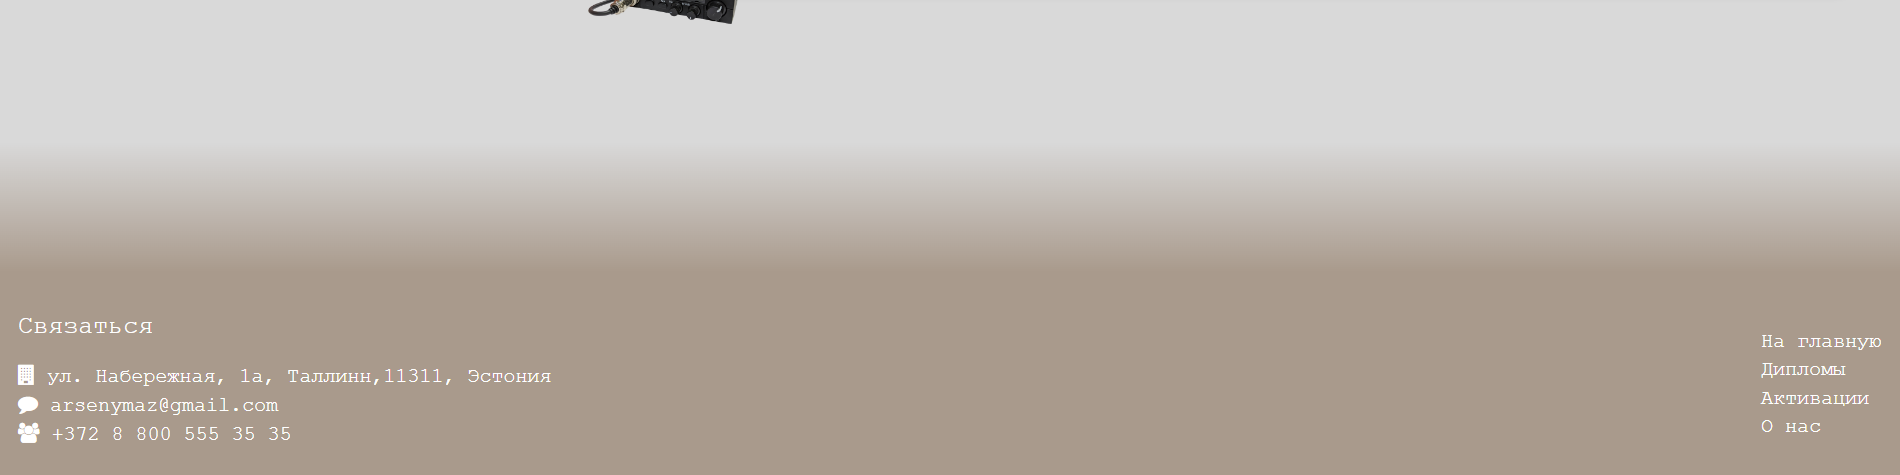 Связаться
ул. Набережная, 1а, Таллинн,11311, Эстония
arsenymaz@gmail.com
+372 8 800 555 35 35
На главную
Дипломы
Активации
О нас